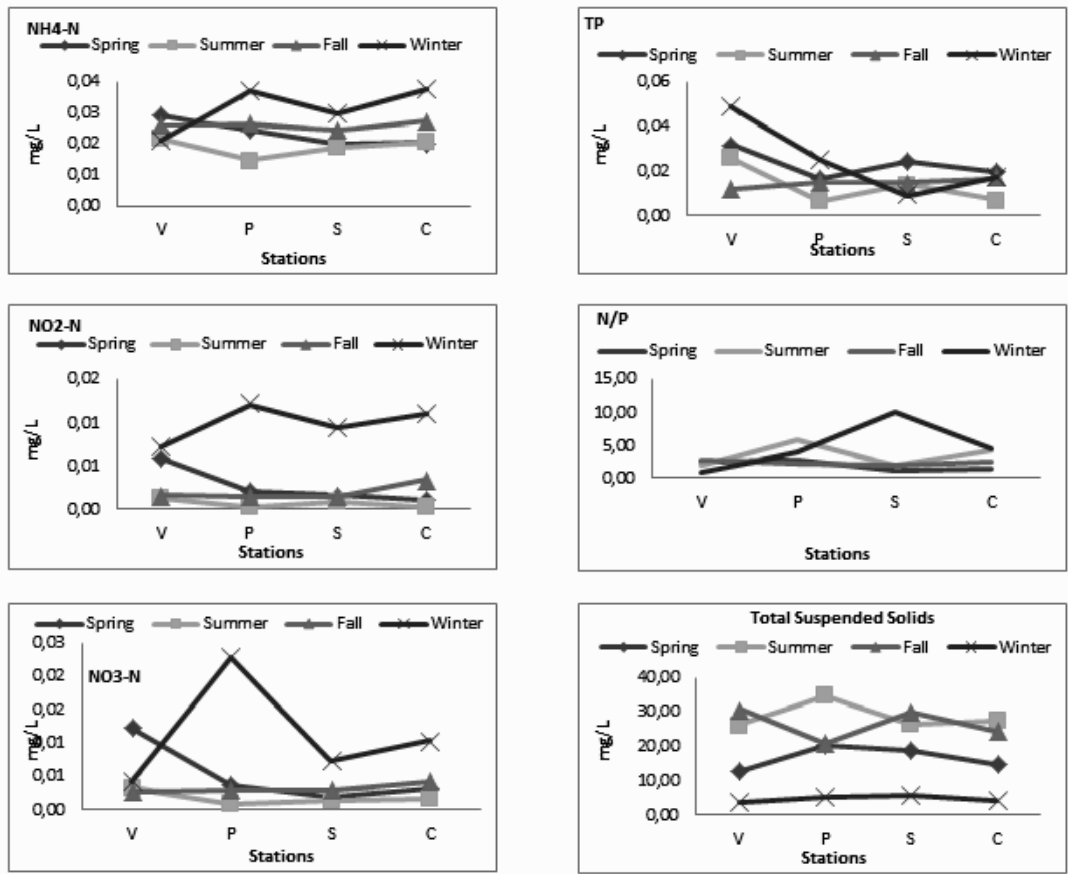 NH4-N
Spring Summer Fall Winter
0,04
0,03
0,02
0,01
0,00
mg/L
V P S C
Stations
TP
Spring Summer Fall Winter
0,06
0,04
0,02
0,00
mg/L
V P S C
Stations
NO2-N
Spring Summer Fall Winter
0,02
0,01
0,01
0,00
mg/L
V P S C
Stations
N/P
Spring Summer Fall Winter
15,00
10,00
5,00
0,00
V P S C
Stations
Spring Summer Fall Winter
0,03
0,02
0,02
0,01
0,01
0,00
NO3-N
mg/L
V P S C
Stations
Total Suspended Solids
Spring Summer Fall Winter
40,00
30,00
20,00
10,00
0,00
mg/L
V P S C
Stations